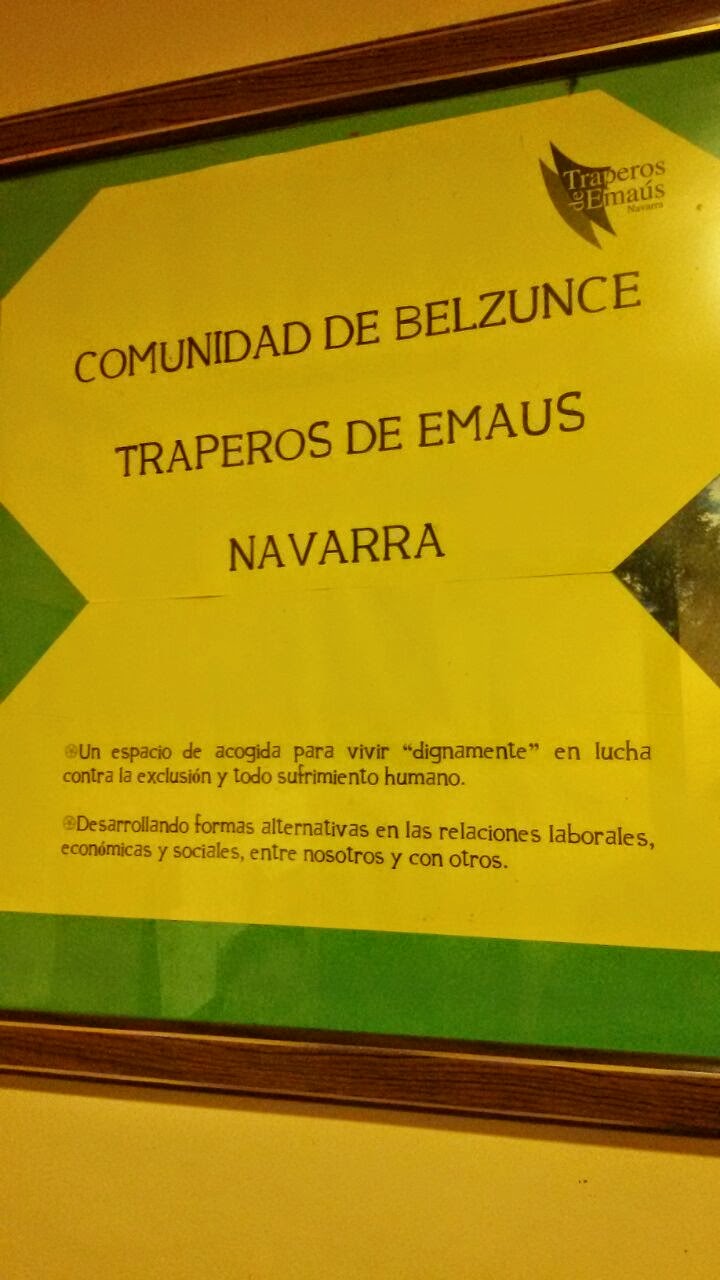 Traperos
de Emaús
Navarra
COMUNIDAD DE BELZUNCE
TRAPEROS DE EMAUS
NAVARRA
Un espacio de acogida para vivir “dignamente” en lucha
contra la exclusión y todo sufrimiento humano.
Desarrollando formas alternativas en las relaciones laborales,
económicas y sociales, entre nosotros y con otros.